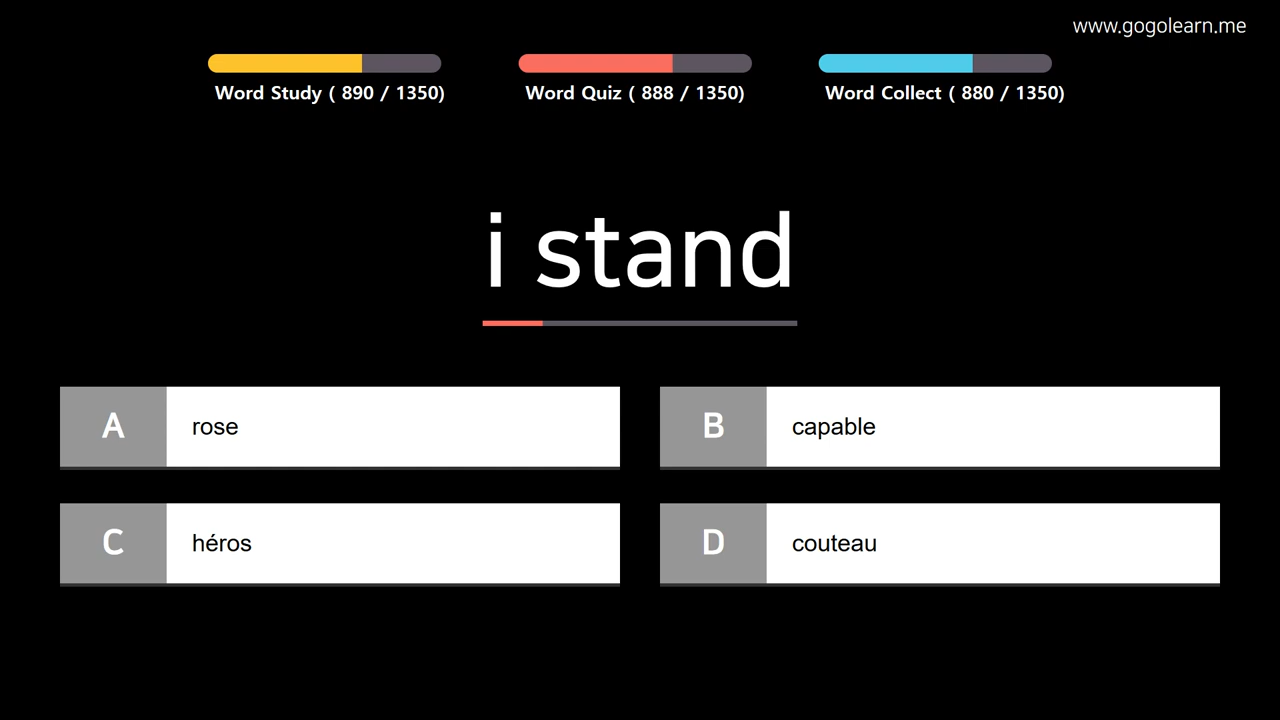 www.gogolearn.me
Word Study ( 890 / 1350)
Word Quiz ( 888 / 1350)
Word Collect ( 880 / 1350)
i stand
A rose
B capable
C héros
D couteau